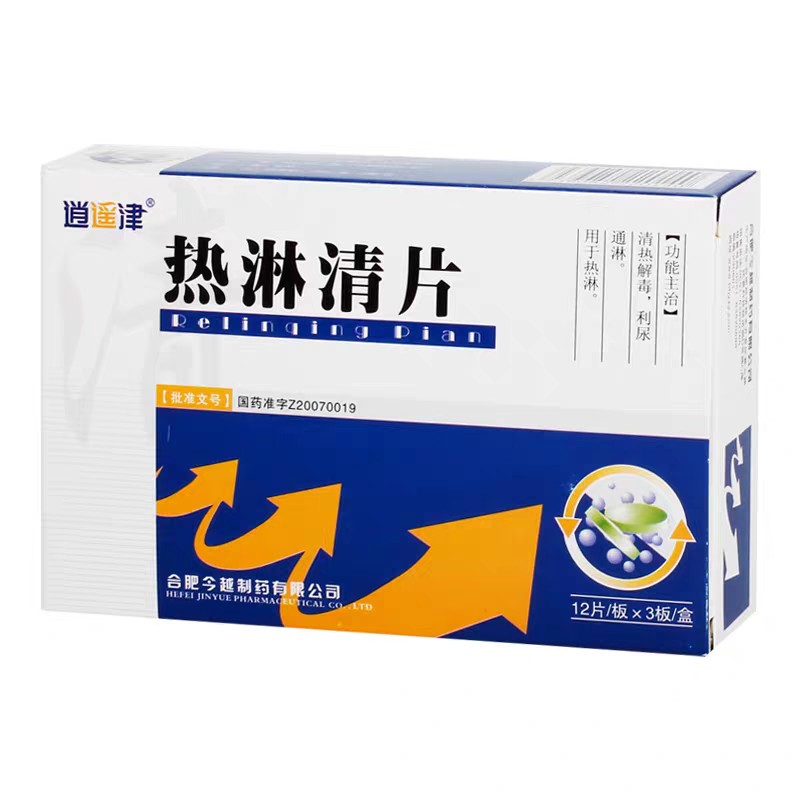 逍遥津®
热淋清片
Relinqing Pian
【功能主治】
清热解毒，利尿
通淋。
用于热淋。
【批准文号】国药准字Z20070019
合肥今越制药有限公司
HEFEI JINYUE PHARMACEUTICAL CO.,LTD
12片/板×3板/盒